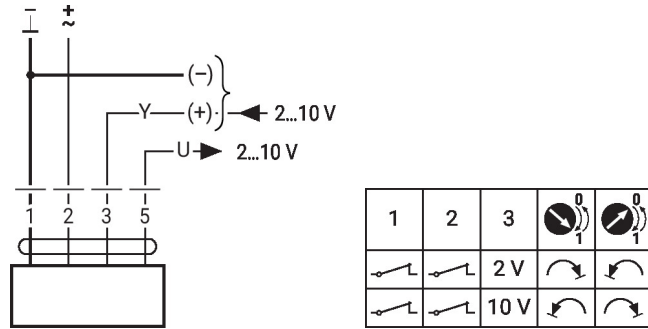 − +
⊥ ~
(−)
Y (+) 2...10 V
U 2...10 V
1 2 3 5
1 2 3 0 1 0 1
2 V
10 V